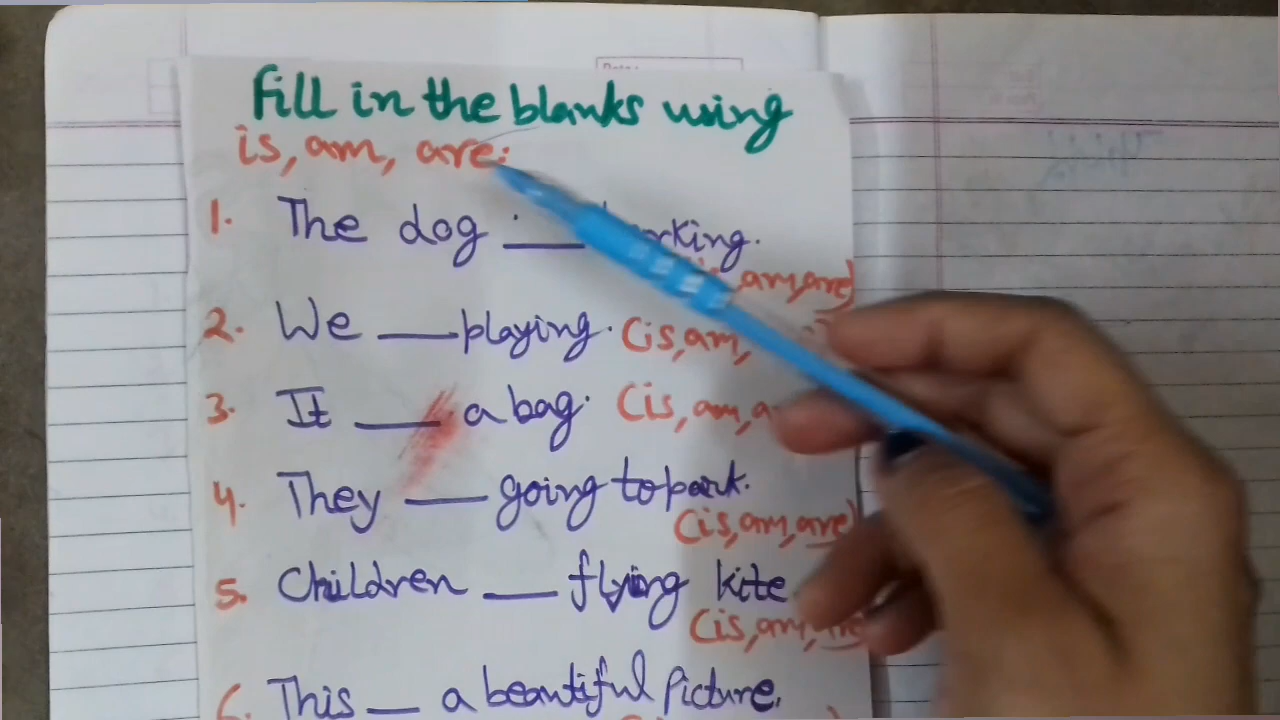 Fill in the blanks using
is, am, are:
1. The dog ___ .
am, are)
2. We ___ playing. (is, am,
3. It ___ a bag. (is, am,
4. They ___ going to park.
(is, am, are)
5. Children ___ flying kite
(is, am,
6. This ___ a beautiful Picture.